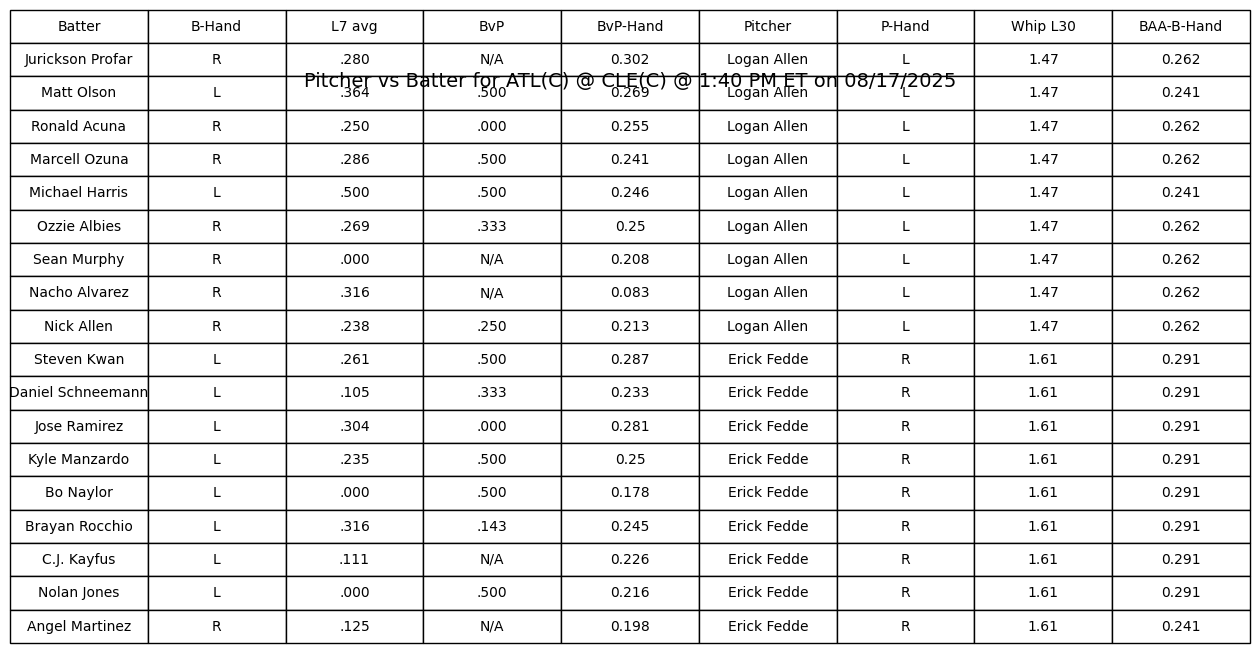 Batter B-Hand L7 avg BvP BvP-Hand Pitcher P-Hand Whip L30 BAA-B-Hand
Jurickson Profar R .280 N/A 0.302 Logan Allen L 1.47 0.262
Pitcher vs Batter for ATL(C) @ CLE(C) @ 1:40 PM ET on 08/17/2025
Matt Olson L .364 .500 0.269 Logan Allen L 1.47 0.241
Ronald Acuna R .250 .000 0.255 Logan Allen L 1.47 0.262
Marcell Ozuna R .286 .500 0.241 Logan Allen L 1.47 0.262
Michael Harris L .500 .500 0.246 Logan Allen L 1.47 0.241
Ozzie Albies R .269 .333 0.25 Logan Allen L 1.47 0.262
Sean Murphy R .000 N/A 0.208 Logan Allen L 1.47 0.262
Nacho Alvarez R .316 N/A 0.083 Logan Allen L 1.47 0.262
Nick Allen R .238 .250 0.213 Logan Allen L 1.47 0.262
Steven Kwan L .261 .500 0.287 Erick Fedde R 1.61 0.291
Daniel Schneemann L .105 .333 0.233 Erick Fedde R 1.61 0.291
Jose Ramirez L .304 .000 0.281 Erick Fedde R 1.61 0.291
Kyle Manzardo L .235 .500 0.25 Erick Fedde R 1.61 0.291
Bo Naylor L .000 .500 0.178 Erick Fedde R 1.61 0.291
Brayan Rocchio L .316 .143 0.245 Erick Fedde R 1.61 0.291
C.J. Kayfus L .111 N/A 0.226 Erick Fedde R 1.61 0.291
Nolan Jones L .000 .500 0.216 Erick Fedde R 1.61 0.291
Angel Martinez R .125 N/A 0.198 Erick Fedde R 1.61 0.241